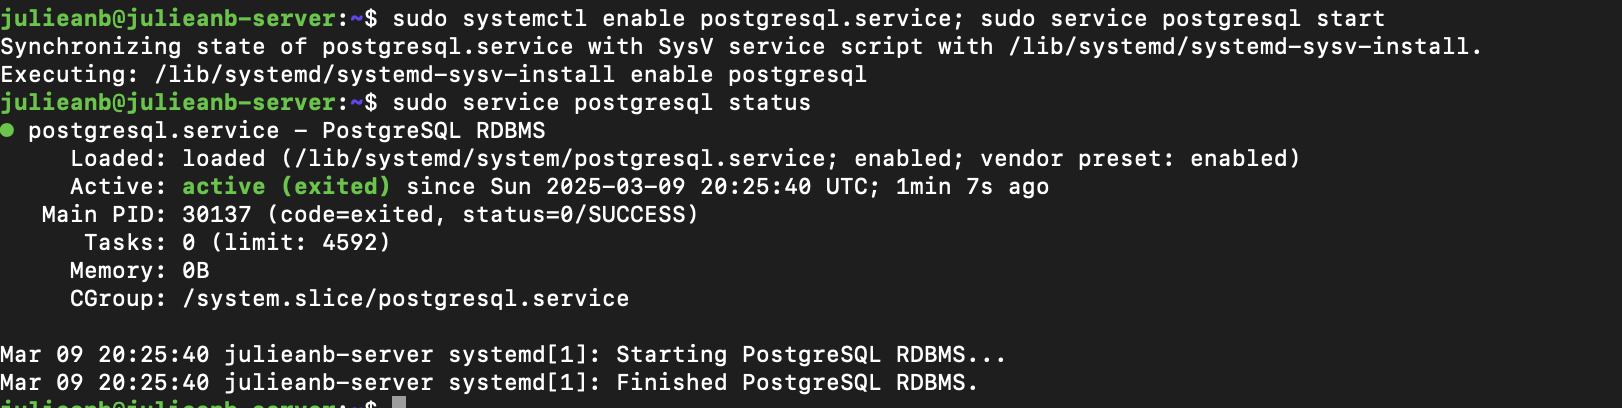 julieanb@julieanb-server:~$ sudo systemctl enable postgresql.service; sudo service postgresql start
Synchronizing state of postgresql.service with SysV service script with /lib/systemd/systemd-sysv-install.
Executing: /lib/systemd/systemd-sysv-install enable postgresql
julieanb@julieanb-server:~$ sudo service postgresql status
● postgresql.service - PostgreSQL RDBMS
     Loaded: loaded (/lib/systemd/system/postgresql.service; enabled; vendor preset: enabled)
     Active: active (exited) since Sun 2025-03-09 20:25:40 UTC; 1min 7s ago
   Main PID: 30137 (code=exited, status=0/SUCCESS)
      Tasks: 0 (limit: 4592)
     Memory: 0B
     CGroup: /system.slice/postgresql.service

Mar 09 20:25:40 julieanb-server systemd[1]: Starting PostgreSQL RDBMS...
Mar 09 20:25:40 julieanb-server systemd[1]: Finished PostgreSQL RDBMS.
julieanb@julieanb-server:~$